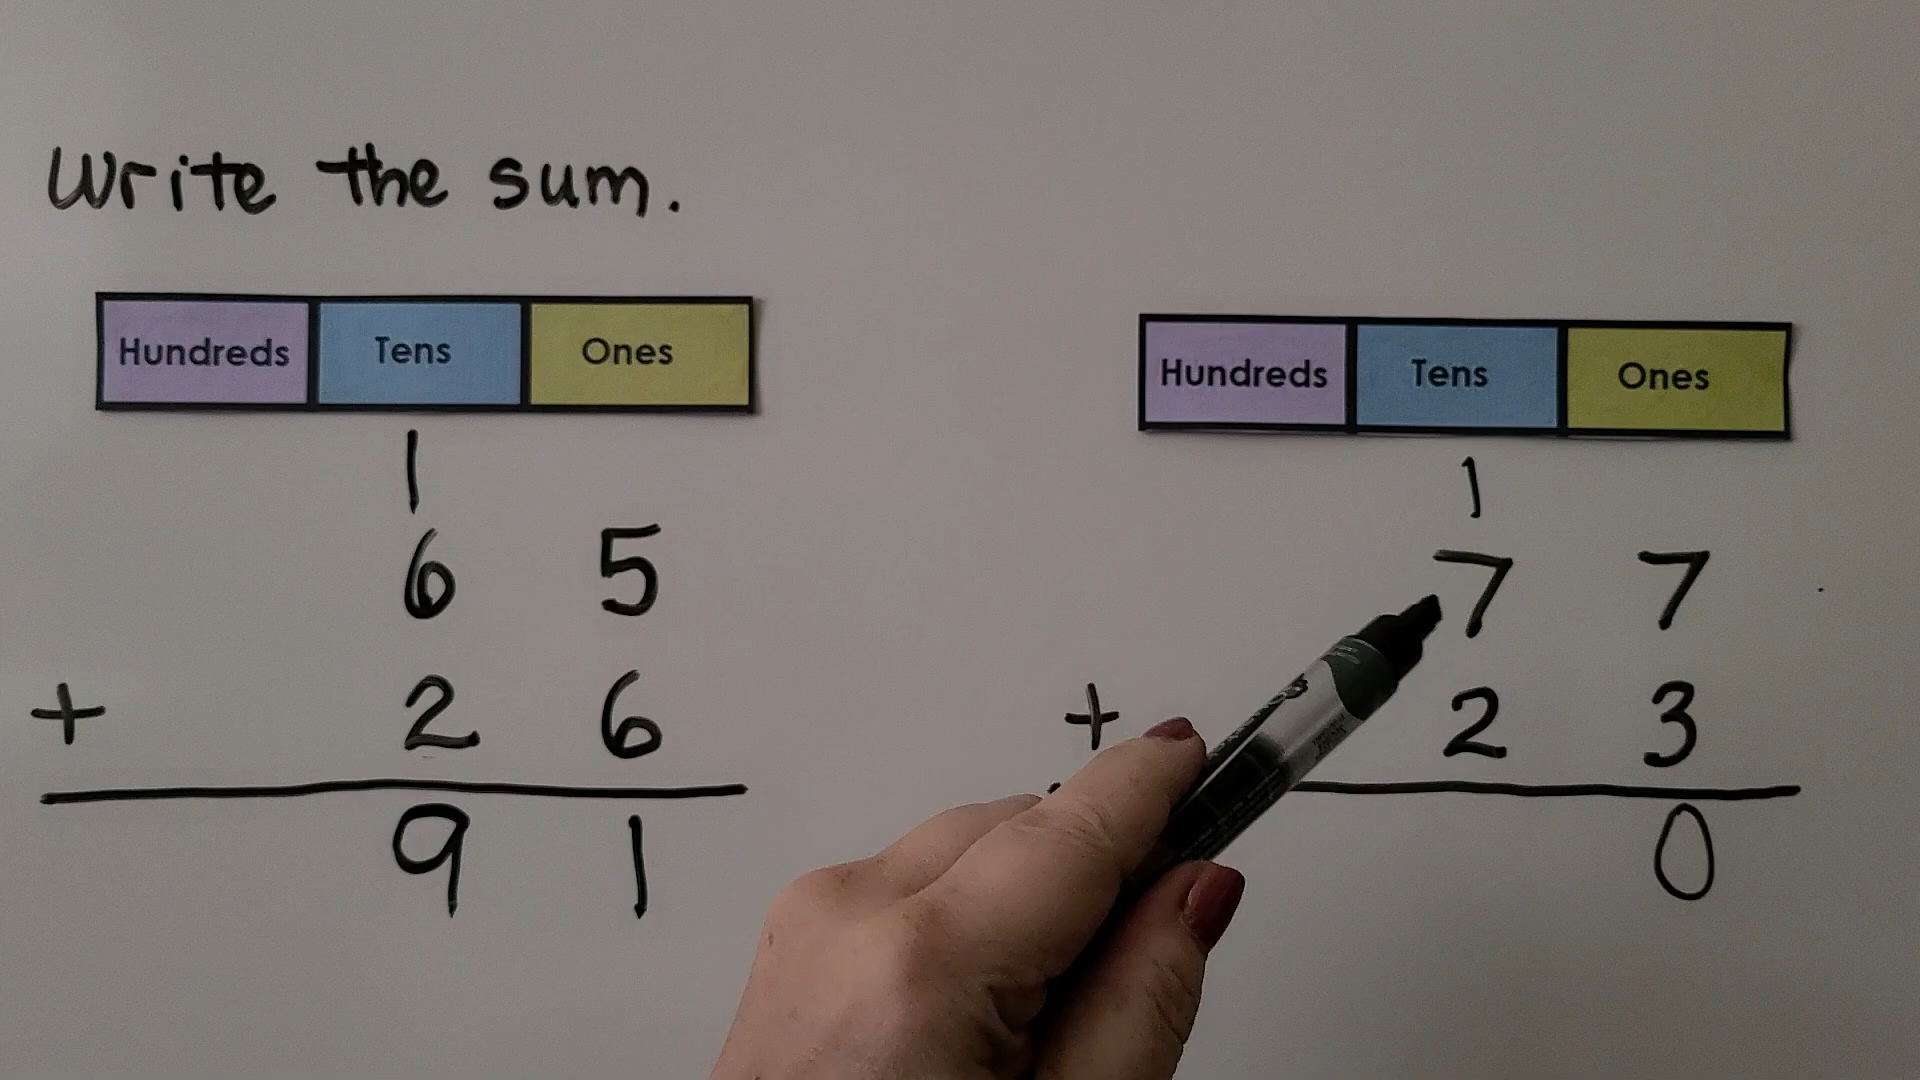 Write the sum.
Hundreds Tens Ones
1
6 5
+ 2 6
9 1
Hundreds Tens Ones
1
7 7
+ 2 3
0